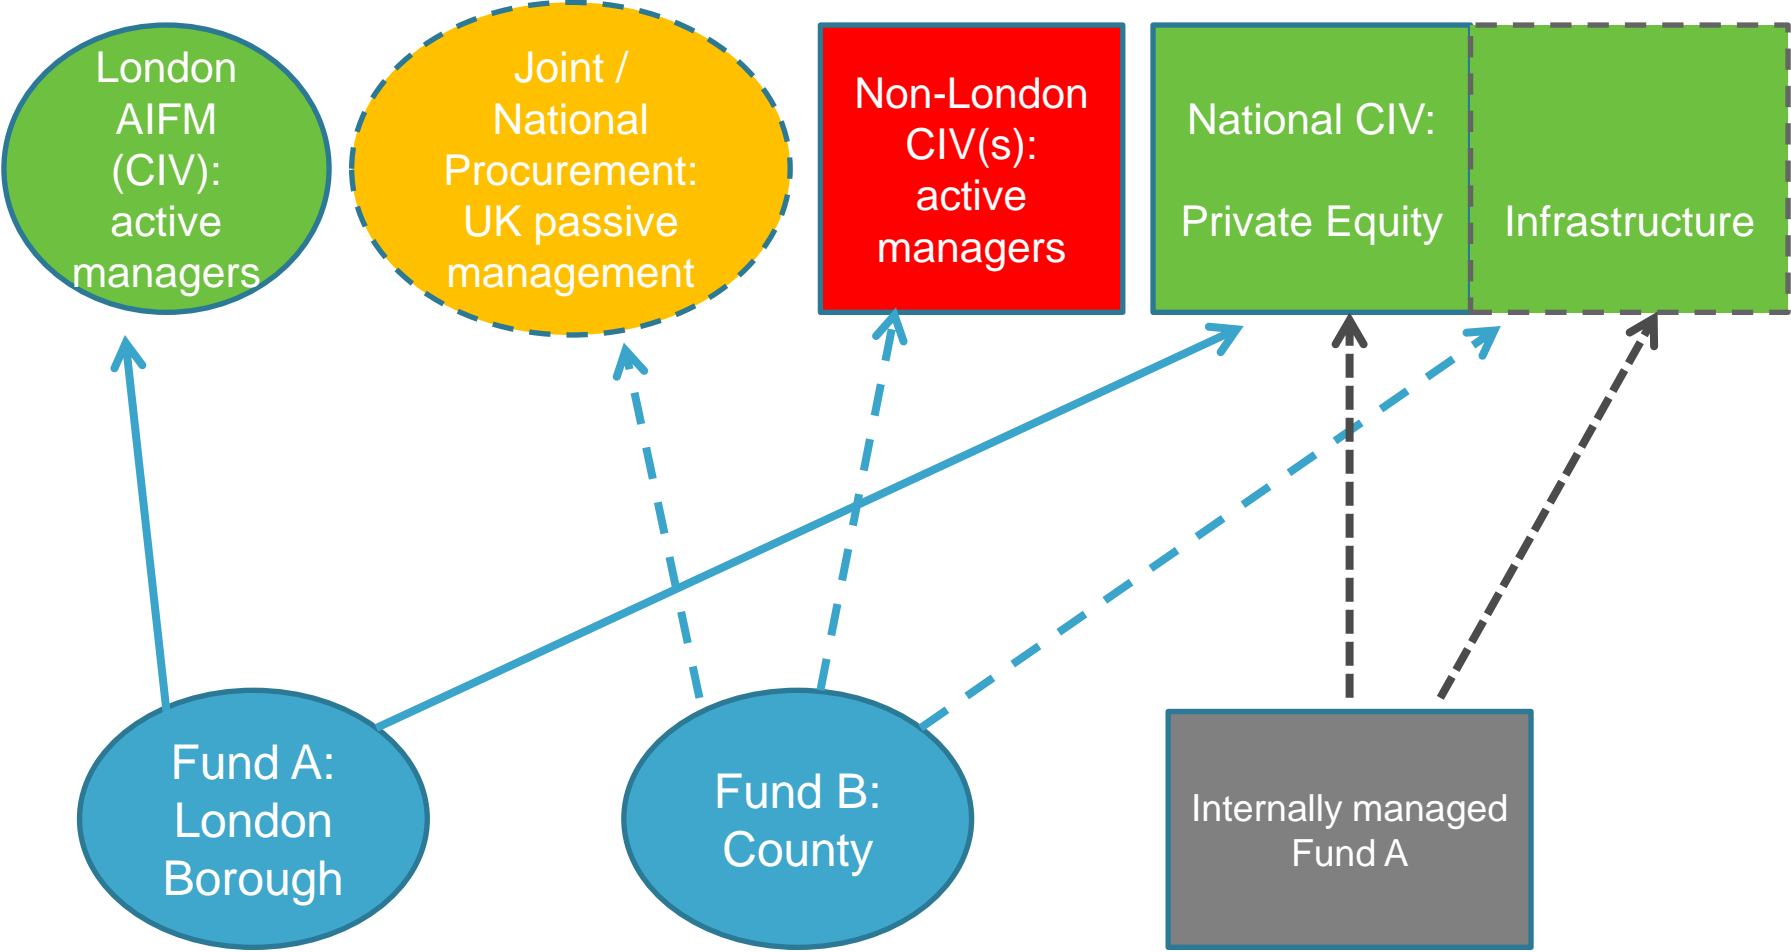 London
AIFM
(CIV):
active
managers
Joint /
National
Procurement:
UK passive
management
Non-London
CIV(s):
active
managers
National CIV:
Private Equity
Infrastructure
Fund A:
London
Borough
Fund B:
County
Internally managed
Fund A